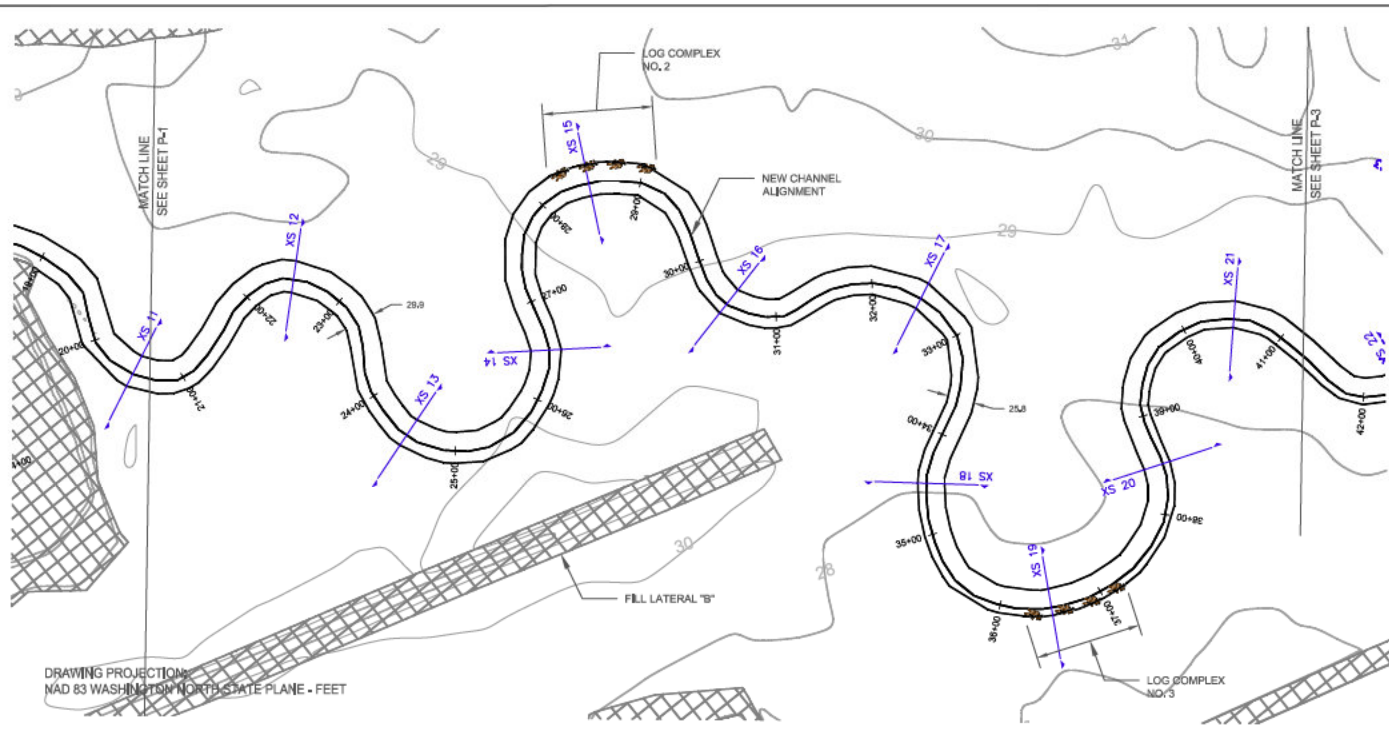 LOG COMPLEX
NO. 2
31
30
29
MATCH LINE
SEE SHEET P-1
MATCH LINE
SEE SHEET P-3
XS 15
NEW CHANNEL
ALIGNMENT
XS 12
28+00
29+00
29
XS 17
XS 16
XS 21
19+00
30+00
22+00
23+00
29.9
27+00
32+00
20+00
XS 11
31+00
33+00
40+00
41+00
XS 22
XS 14
21+00
XS 13
24+00
26+00
25.8
39+00
42+00
34+00
25+00
4+00
XS 18
XS 20
38+00
35+00
30
28
XS 19
FILL LATERAL "B"
36+00
37+00
DRAWING PROJECTION:
NAD 83 WASHINGTON NORTH STATE PLANE - FEET
LOG COMPLEX
NO. 3